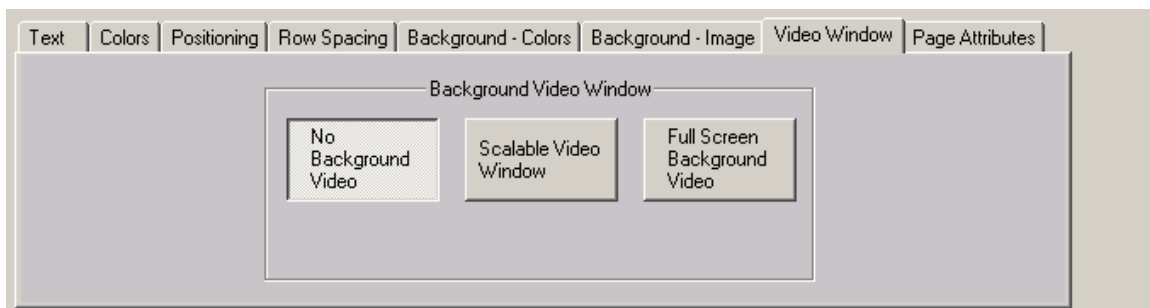 Text Colors Positioning Row Spacing Background - Colors Background - Image Video Window Page Attributes
Background Video Window
No
Background
Video
Scalable Video
Window
Full Screen
Background
Video